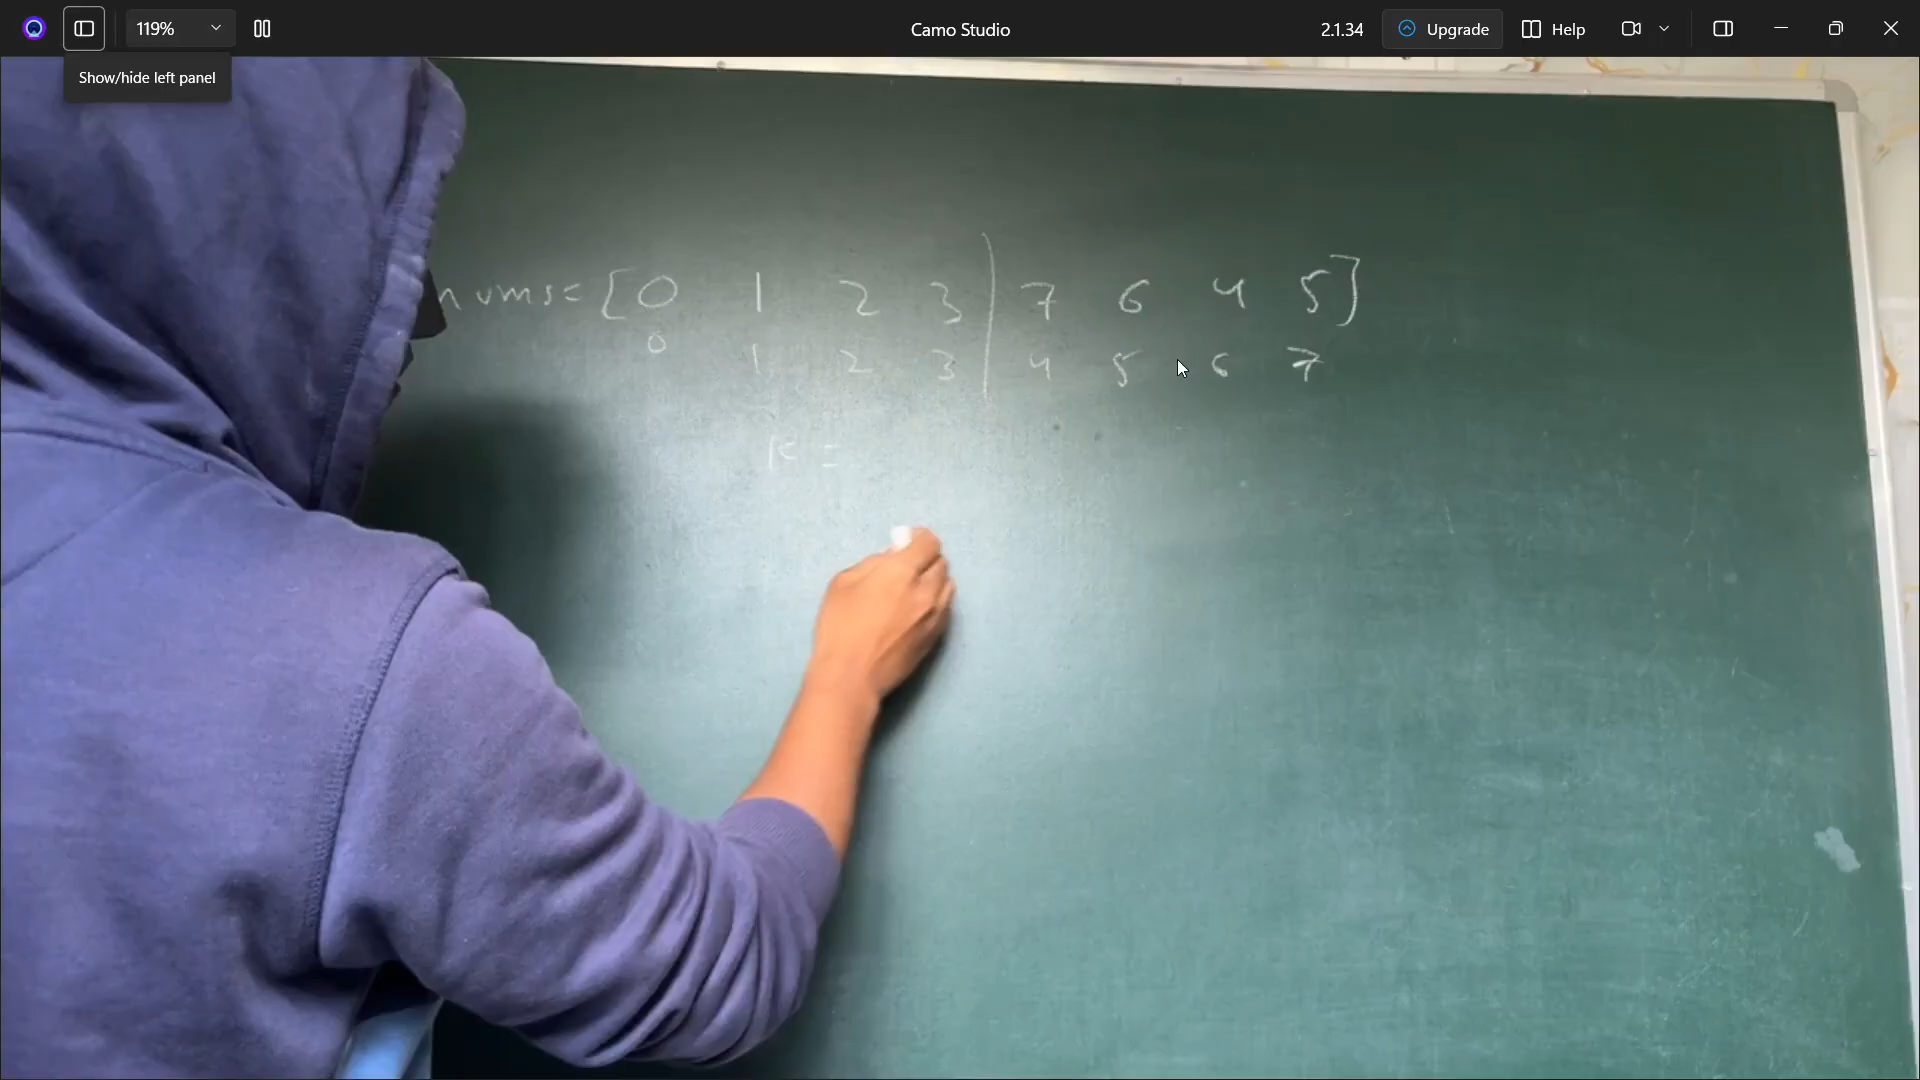 119%
Camo Studio
2.1.34
Upgrade
Help
Show/hide left panel
nums= [0 1 2 3 | 7 6 4 5]
0 1 2 3 | 4 5 6 7
K =